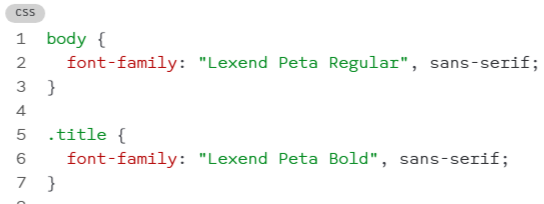 css
1 body {
2   font-family: "Lexend Peta Regular", sans-serif;
3 }
4
5 .title {
6   font-family: "Lexend Peta Bold", sans-serif;
7 }